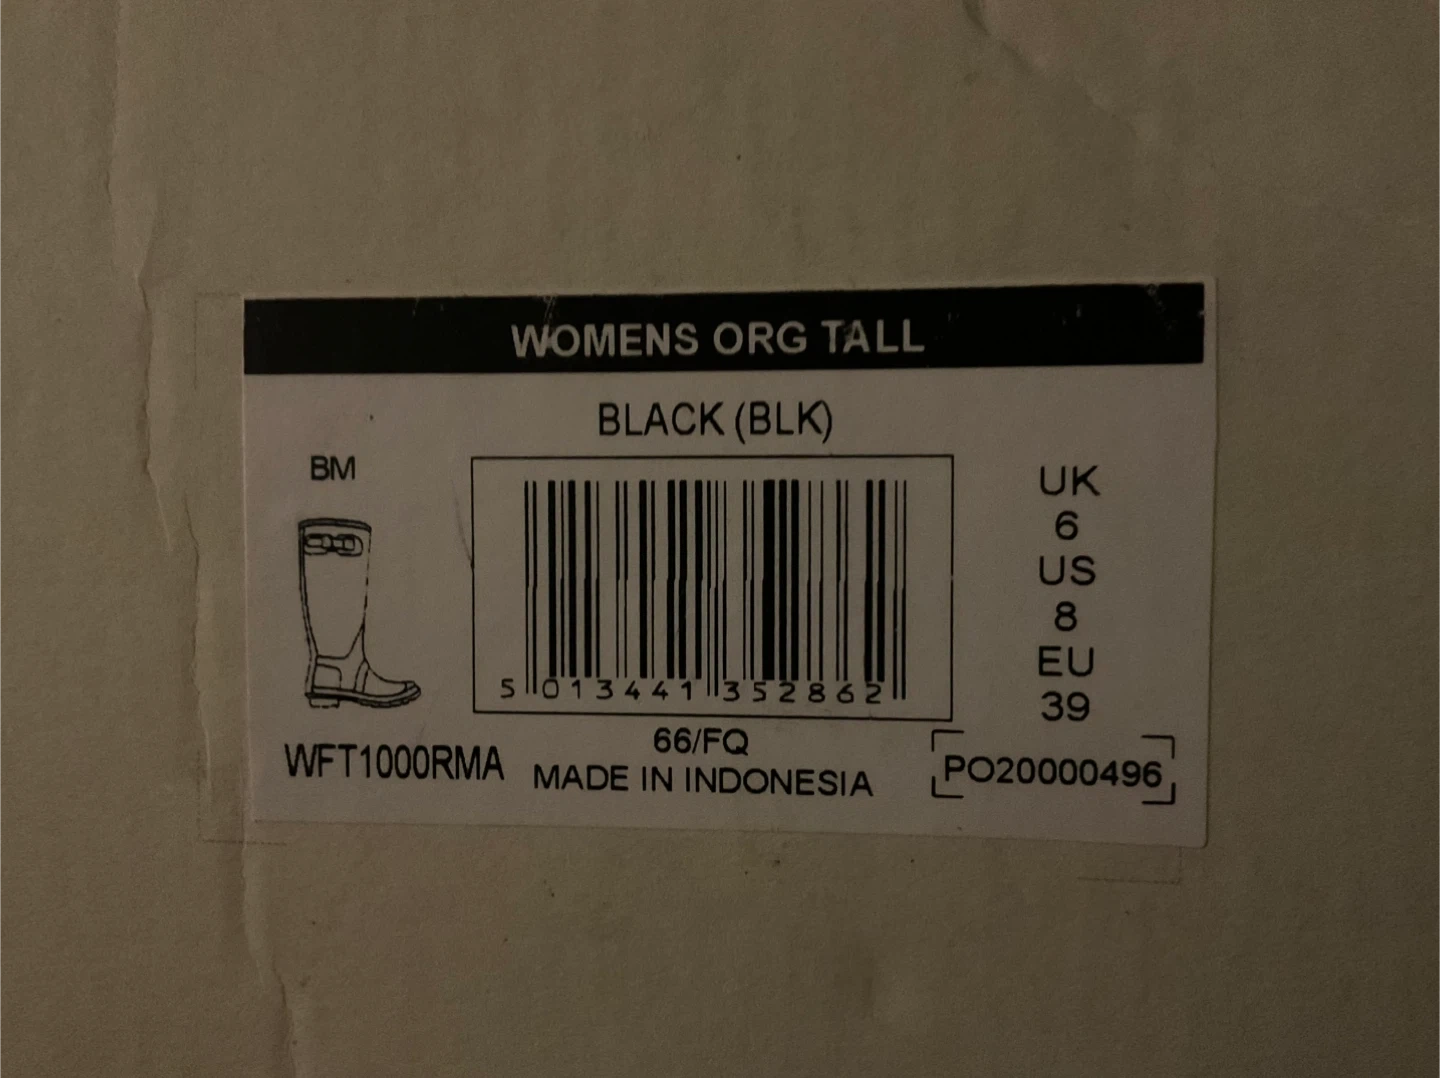 WOMENS ORG TALL
BLACK (BLK)
BM
5 013441 352862
UK
6
US
8
EU
39
WFT1000RMA
66/FQ
MADE IN INDONESIA
PO20000496